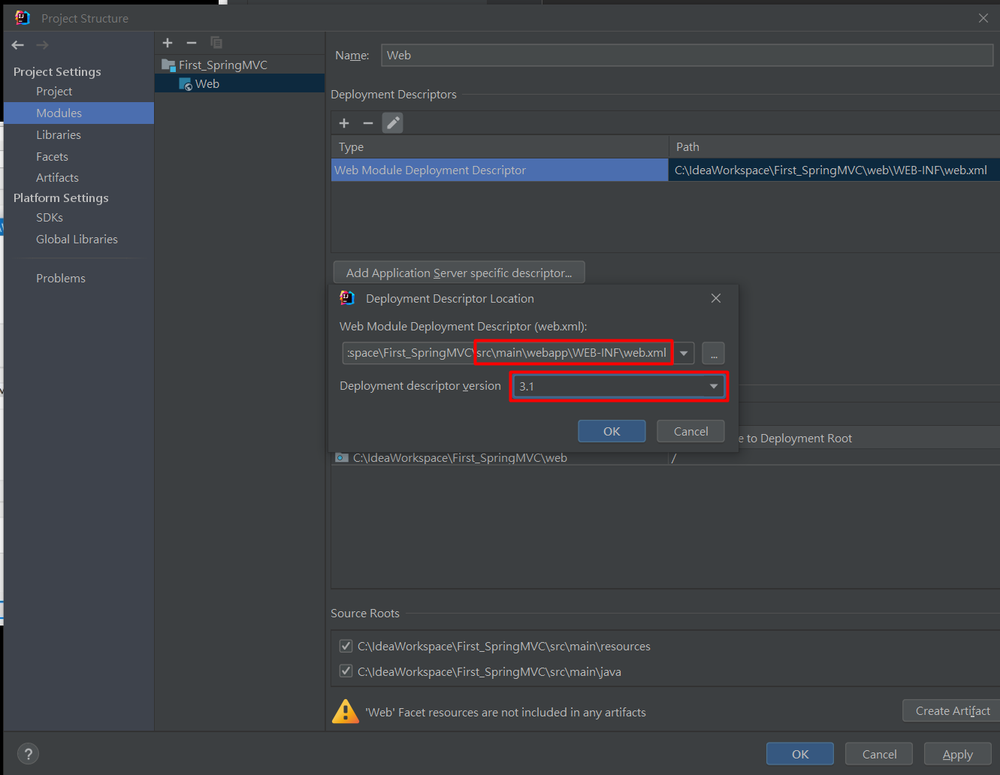 Project Structure
Project Settings
Project
Modules
Libraries
Facets
Artifacts
Platform Settings
SDKs
Global Libraries
Problems
First_SpringMVC
Web
Name: Web
Deployment Descriptors
Type Path
Web Module Deployment Descriptor C:\IdeaWorkspace\First_SpringMVC\web\WEB-INF\web.xml
Add Application Server specific descriptor...
Deployment Descriptor Location
Web Module Deployment Descriptor (web.xml):
:space\First_SpringMVC\src\main\webapp\WEB-INF\web.xml ...
Deployment descriptor version 3.1
OK Cancel
e to Deployment Root
C:\IdeaWorkspace\First_SpringMVC\web /
Source Roots
C:\IdeaWorkspace\First_SpringMVC\src\main\resources
C:\IdeaWorkspace\First_SpringMVC\src\main\java
'Web' Facet resources are not included in any artifacts Create Artifact
? OK Cancel Apply